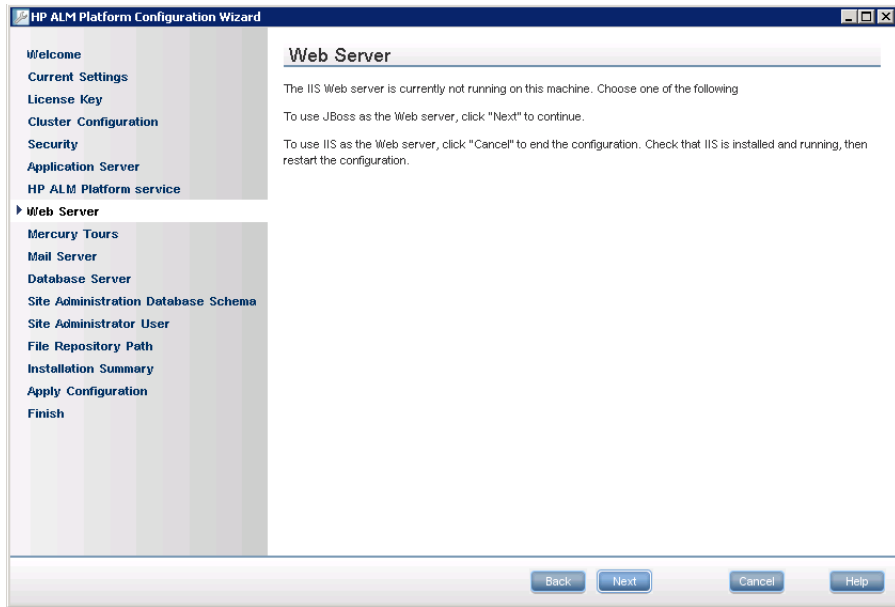 HP ALM Platform Configuration Wizard
Welcome
Current Settings
License Key
Cluster Configuration
Security
Application Server
HP ALM Platform service
Web Server
Mercury Tours
Mail Server
Database Server
Site Administration Database Schema
Site Administrator User
File Repository Path
Installation Summary
Apply Configuration
Finish
Web Server
The IIS Web server is currently not running on this machine. Choose one of the following
To use JBoss as the Web server, click "Next" to continue.
To use IIS as the Web server, click "Cancel" to end the configuration. Check that IIS is installed and running, then
restart the configuration.
Back Next Cancel Help